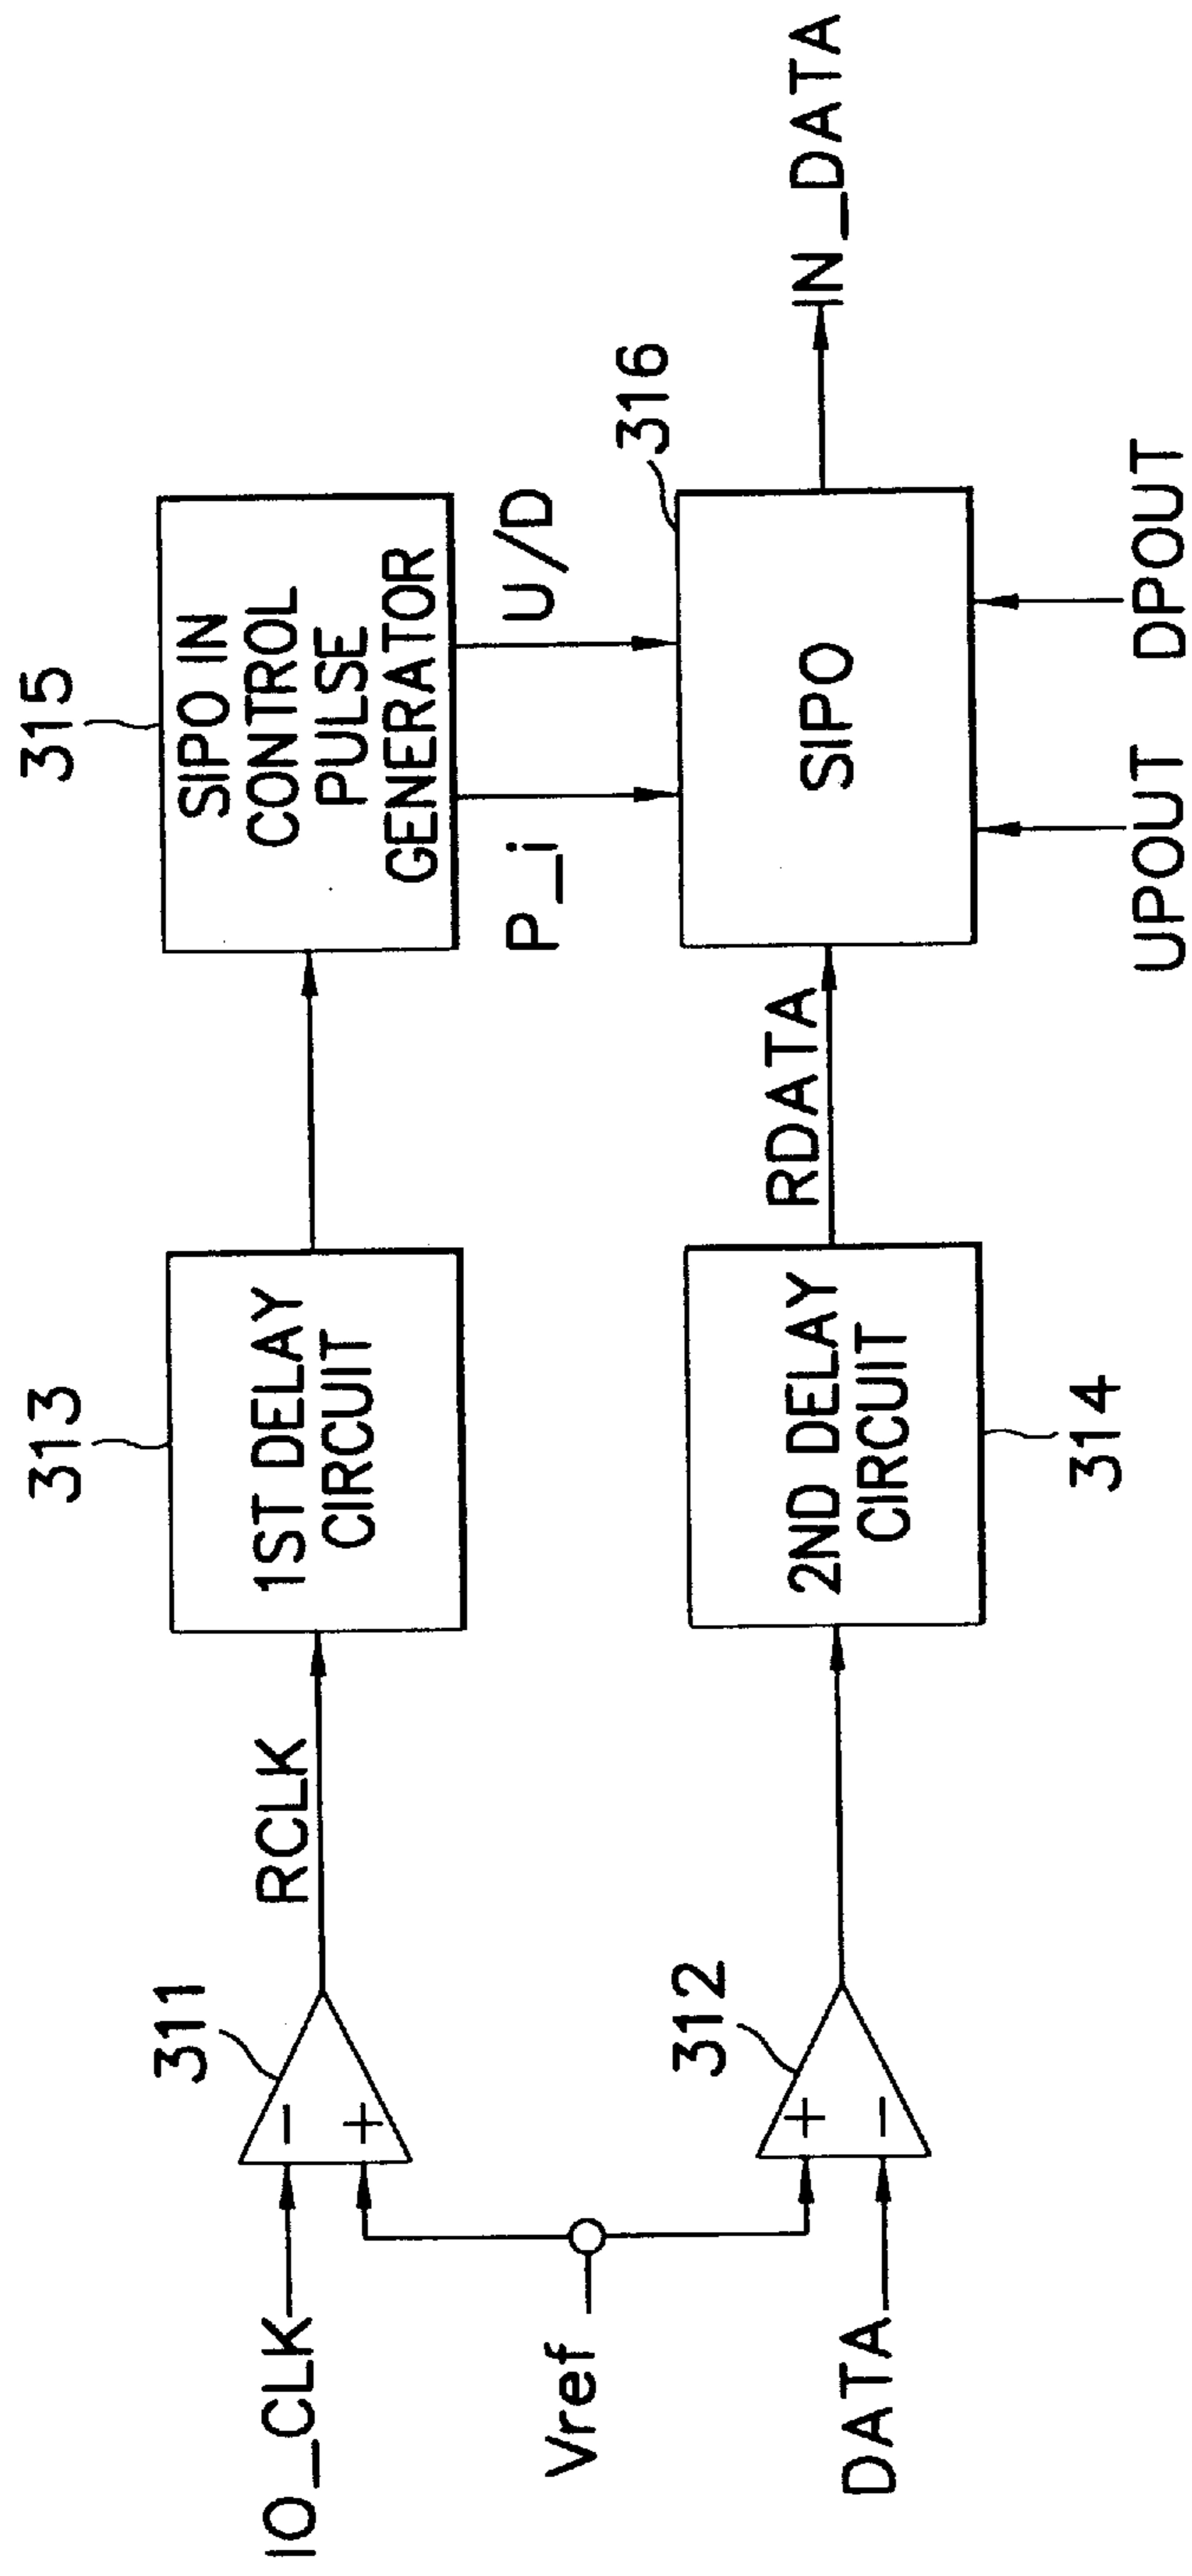 315
313
311
SIPO IN
CONTROL
PULSE
GENERATOR
1ST DELAY
CIRCUIT
RCLK
IO_CLK
-
+
P_i
U/D
Vref
316
312
IN_DATA
SIPO
RDATA
2ND DELAY
CIRCUIT
+
-
DATA
314
UPOUT
DPOUT